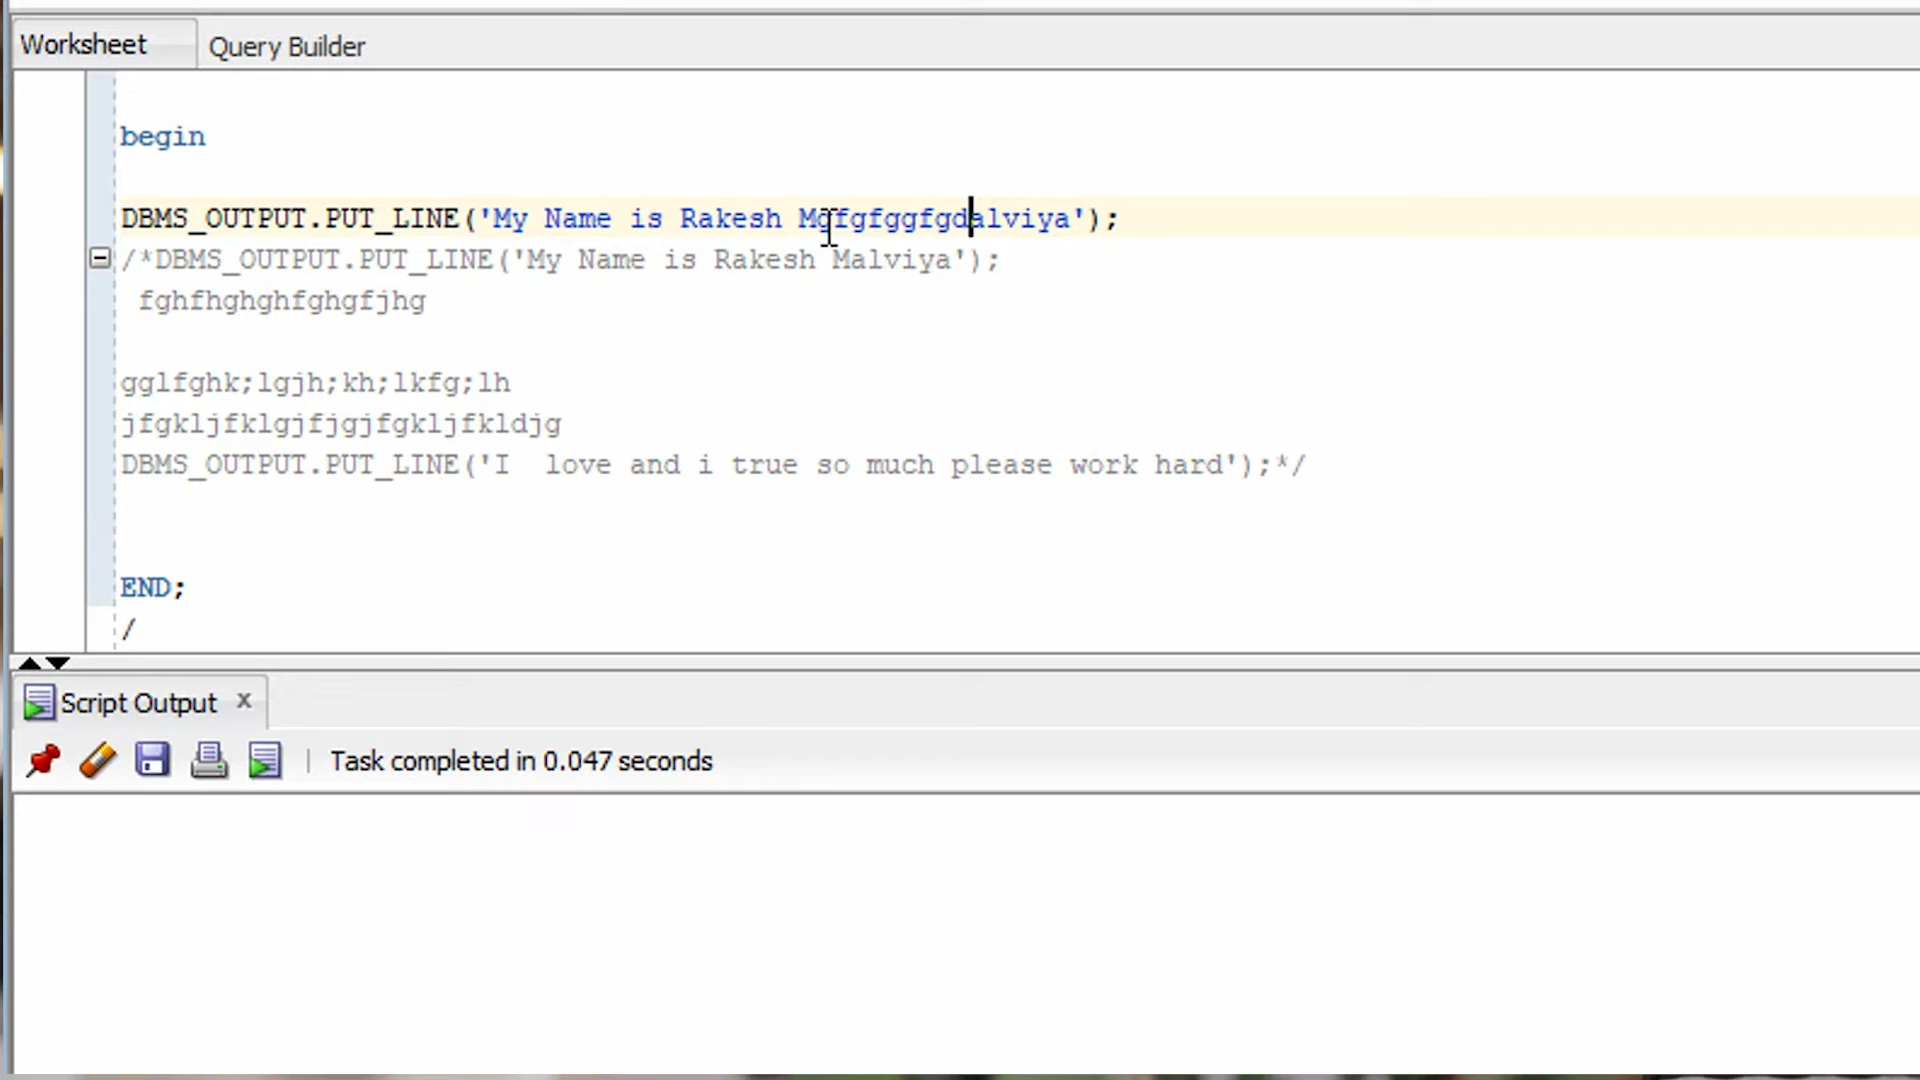 Worksheet Query Builder
begin
DBMS_OUTPUT.PUT_LINE('My Name is Rakesh Mgfgfggfgdalviya');
/*DBMS_OUTPUT.PUT_LINE('My Name is Rakesh Malviya');
fghfhghghfghgfjhg
gglfghk;lgjh;kh;lkfg;lh
jfgkljfklgjfjgjfgkljfkldjg
DBMS_OUTPUT.PUT_LINE('I  love and i true so much please work hard');*/
END;
/
Script Output x
Task completed in 0.047 seconds